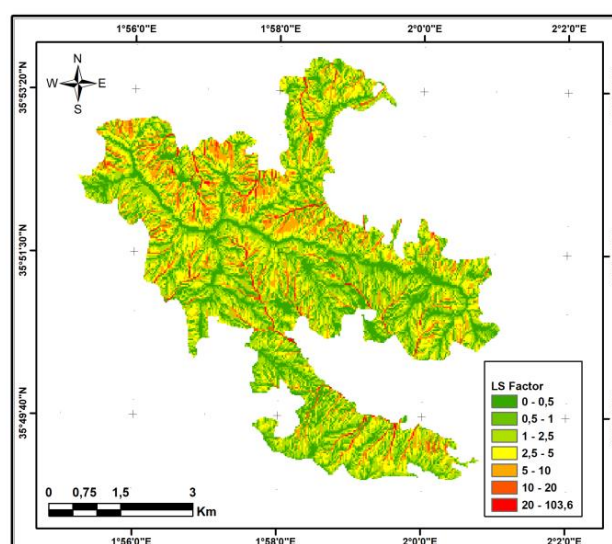 1°56'0"E 1°58'0"E 2°0'0"E 2°2'0"E
N
W E
S
35°53'20"N
35°51'30"N
35°49'40"N
LS Factor
0 - 0,5
0,5 - 1
1 - 2,5
2,5 - 5
5 - 10
10 - 20
20 - 103,6
0 0,75 1,5 3
Km
1°56'0"E 1°58'0"E 2°0'0"E 2°2'0"E